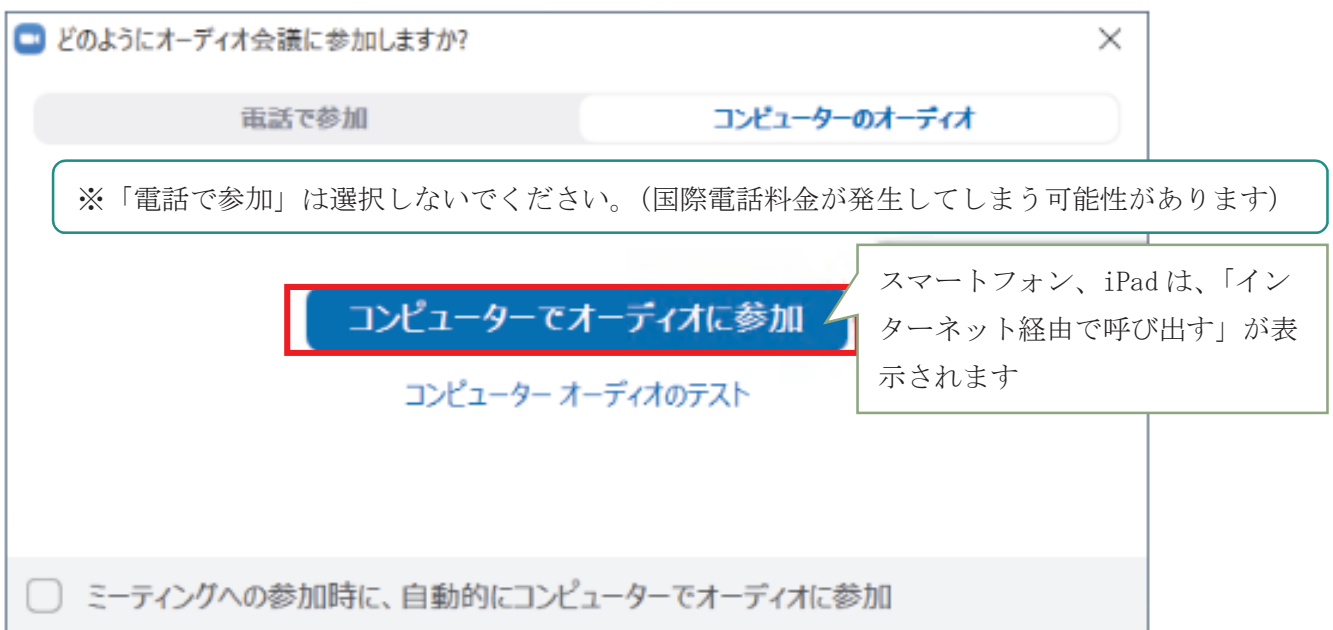 どのようにオーディオ会議に参加しますか?
電話で参加
コンピューターのオーディオ
※「電話で参加」は選択しないでください。（国際電話料金が発生してしまう可能性があります）
スマートフォン、iPad は、「イン
ターネット経由で呼び出す」が表
示されます
コンピューターでオーディオに参加
コンピューター オーディオのテスト
ミーティングへの参加時に、自動的にコンピューターでオーディオに参加